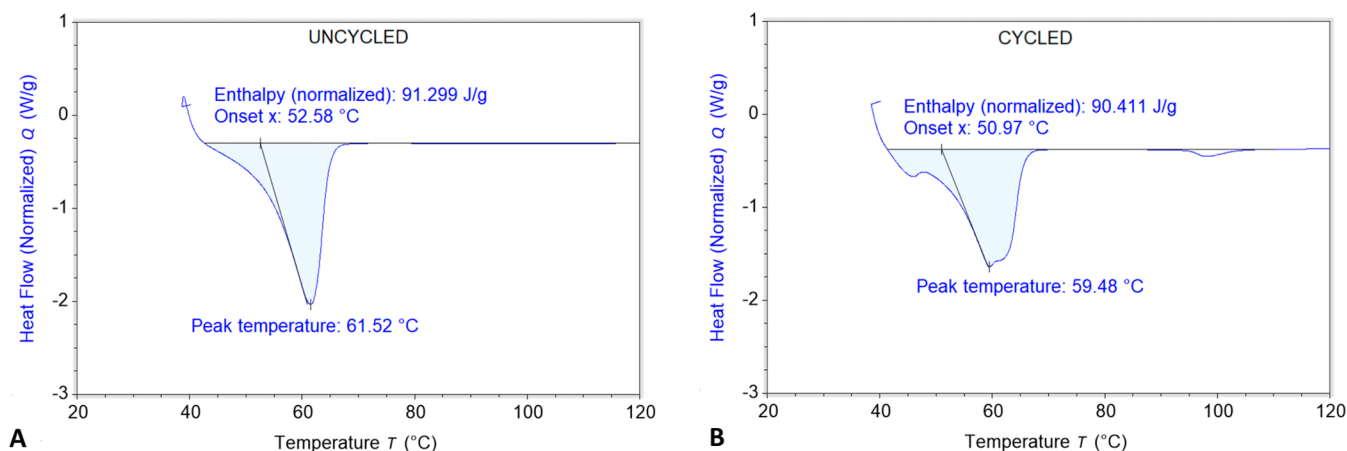 UNCYCLED
Enthalpy (normalized): 91.299 J/g
Onset x: 52.58 °C
Peak temperature: 61.52 °C
Heat Flow (Normalized) Q (W/g)
1
0
-1
-2
-3
20 40 60 80 100 120
Temperature T (°C)
A
CYCLED
Enthalpy (normalized): 90.411 J/g
Onset x: 50.97 °C
Peak temperature: 59.48 °C
Heat Flow (Normalized) Q (W/g)
1
0
-1
-2
-3
20 40 60 80 100 120
Temperature T (°C)
B